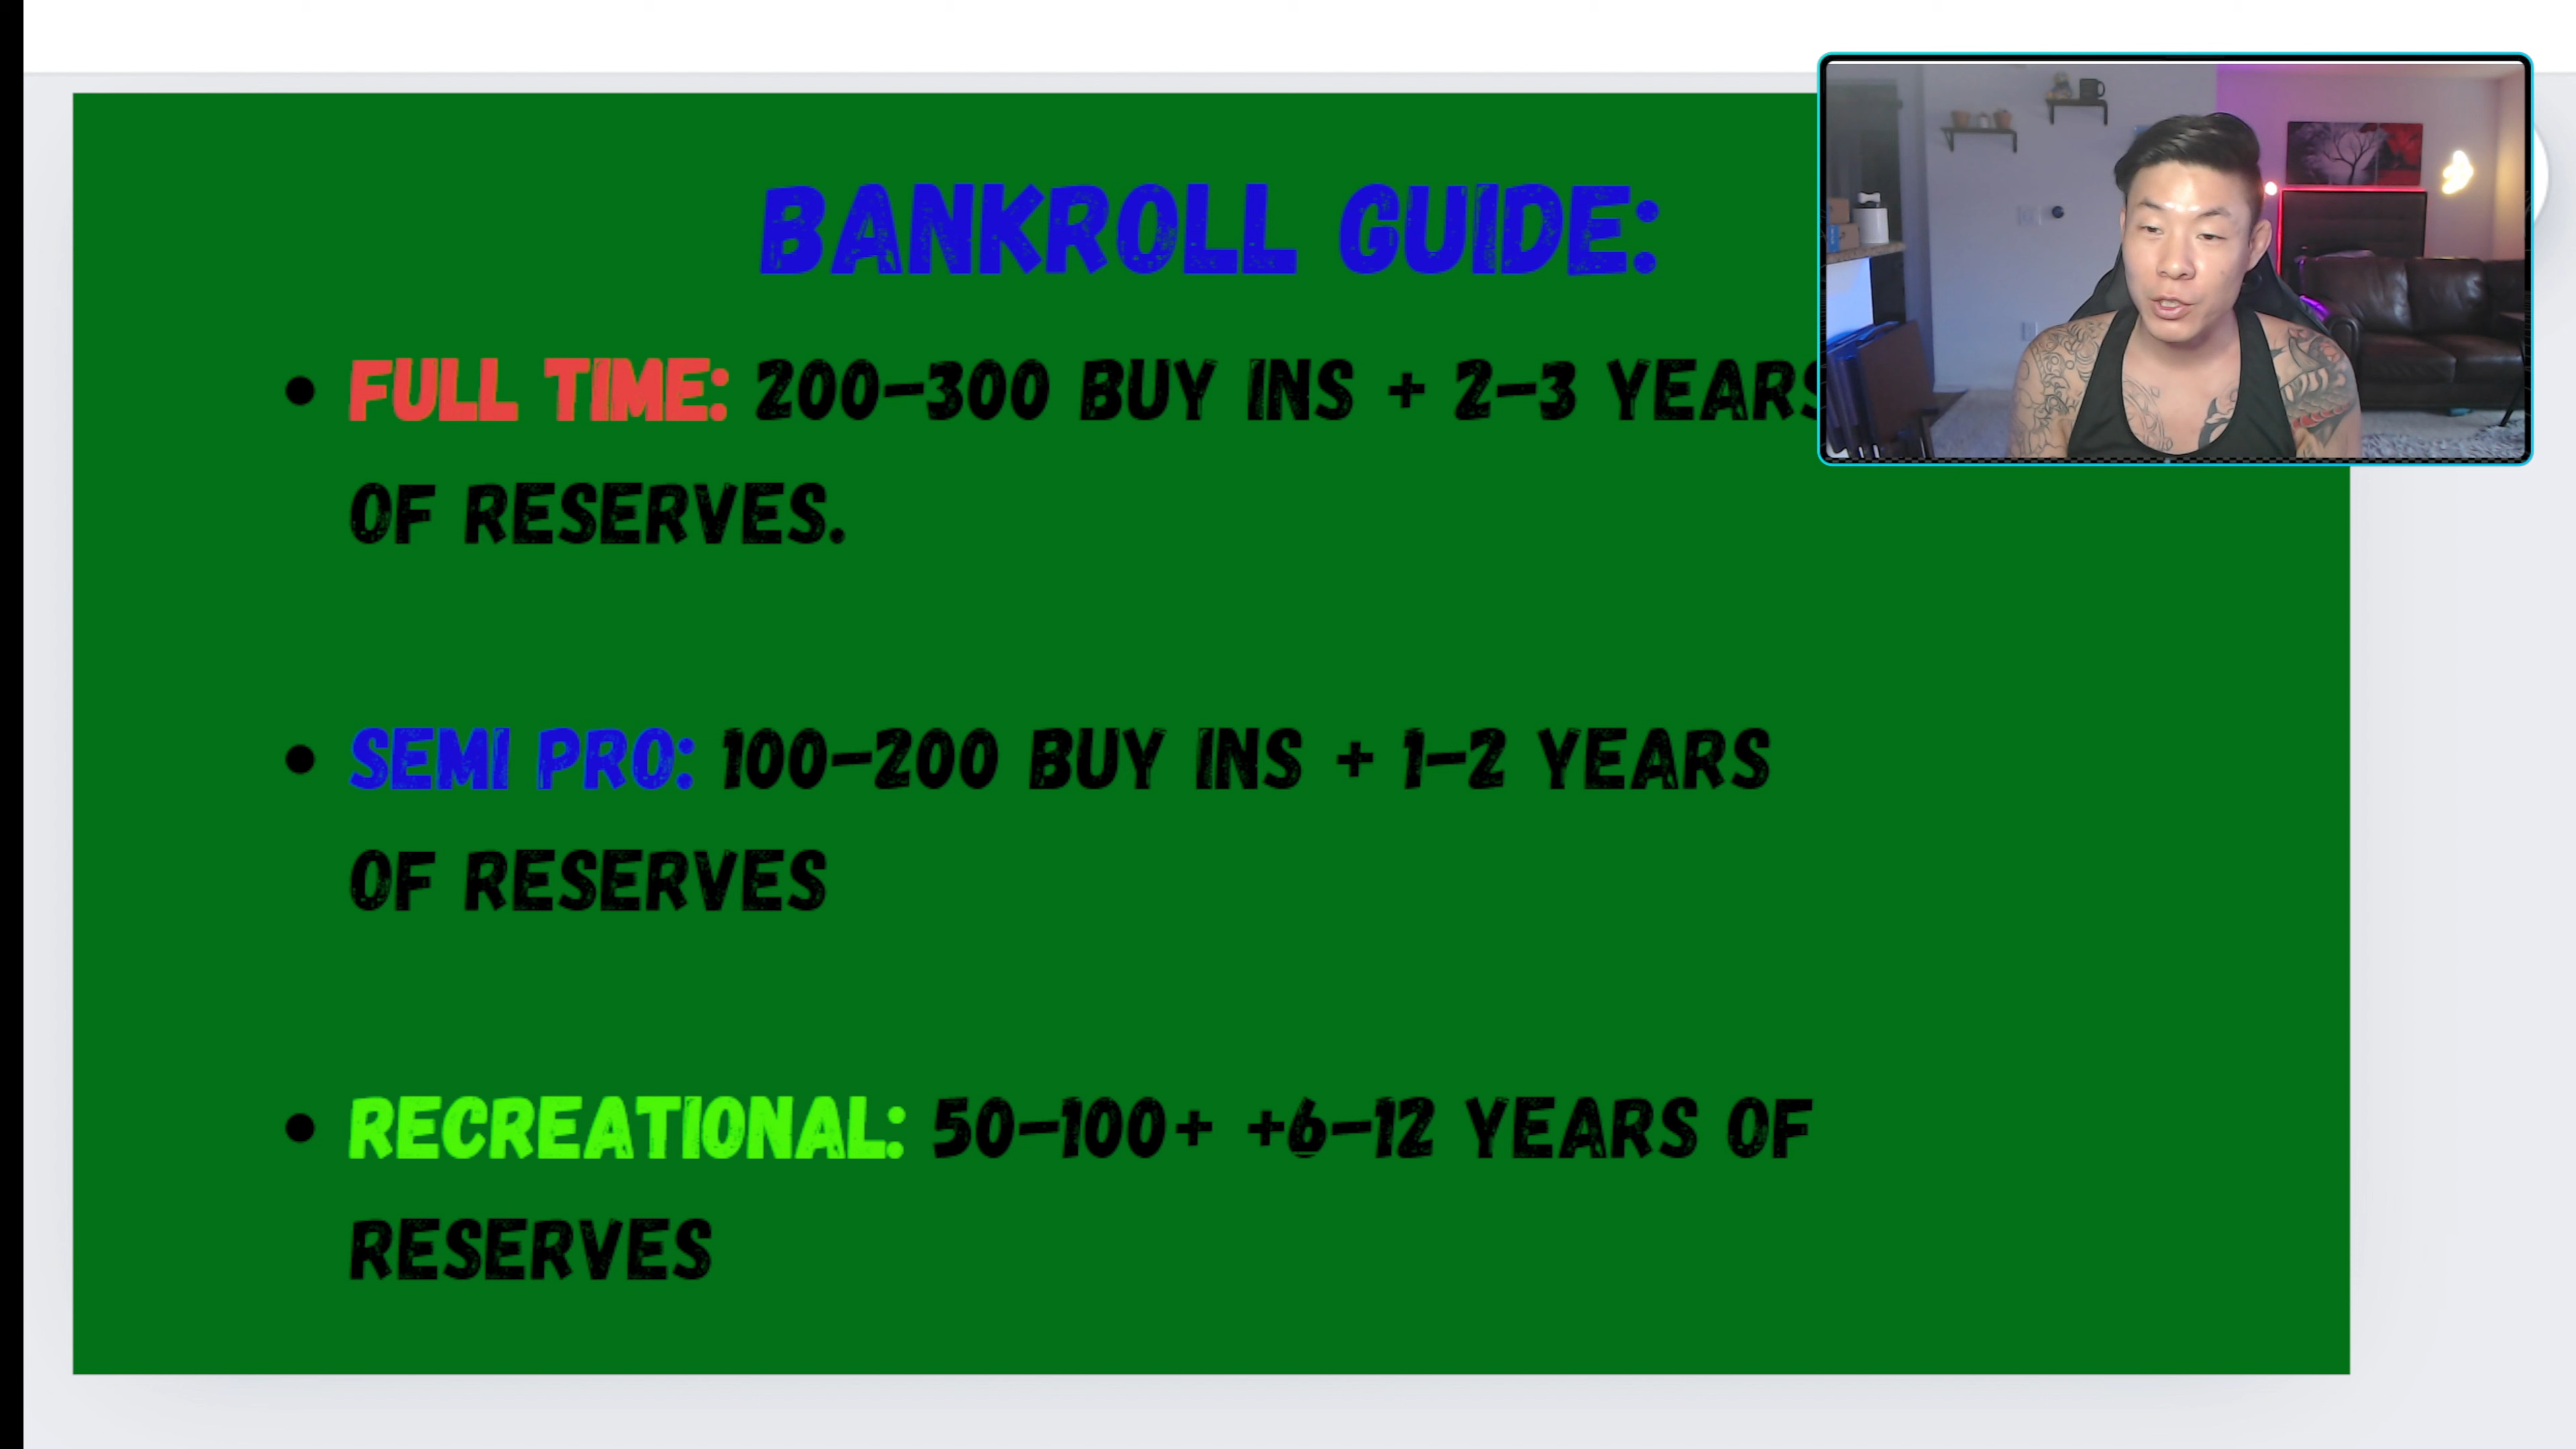 BANKROLL GUIDE:
• FULL TIME: 200-300 BUY INS + 2-3 YEARS
OF RESERVES.
• SEMI PRO: 100-200 BUY INS + 1-2 YEARS
OF RESERVES
• RECREATIONAL: 50-100+ +6-12 YEARS OF
RESERVES